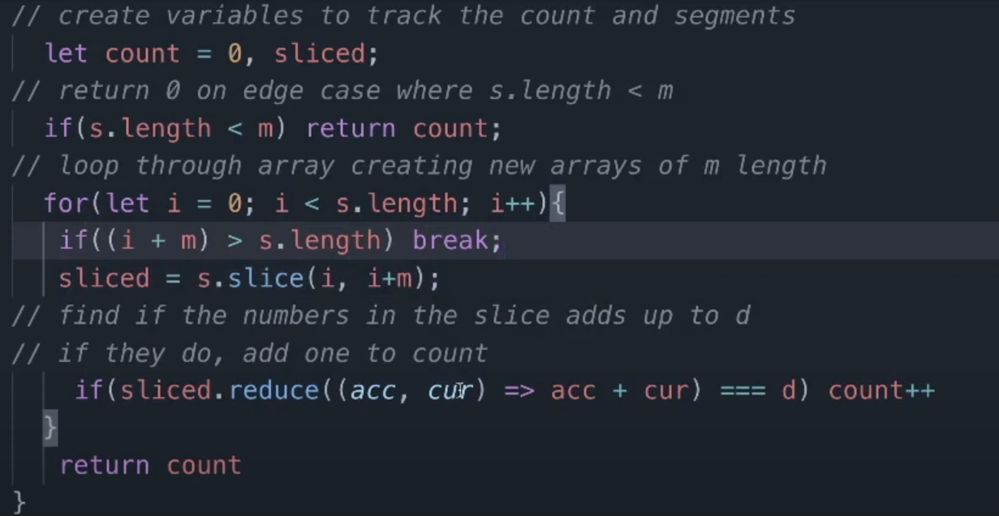 // create variables to track the count and segments
let count = 0, sliced;
// return 0 on edge case where s.length < m
if(s.length < m) return count;
// loop through array creating new arrays of m length
for(let i = 0; i < s.length; i++){
if((i + m) > s.length) break;
sliced = s.slice(i, i+m);
// find if the numbers in the slice adds up to d
// if they do, add one to count
if(sliced.reduce((acc, cur) => acc + cur) === d) count++
}
return count
}